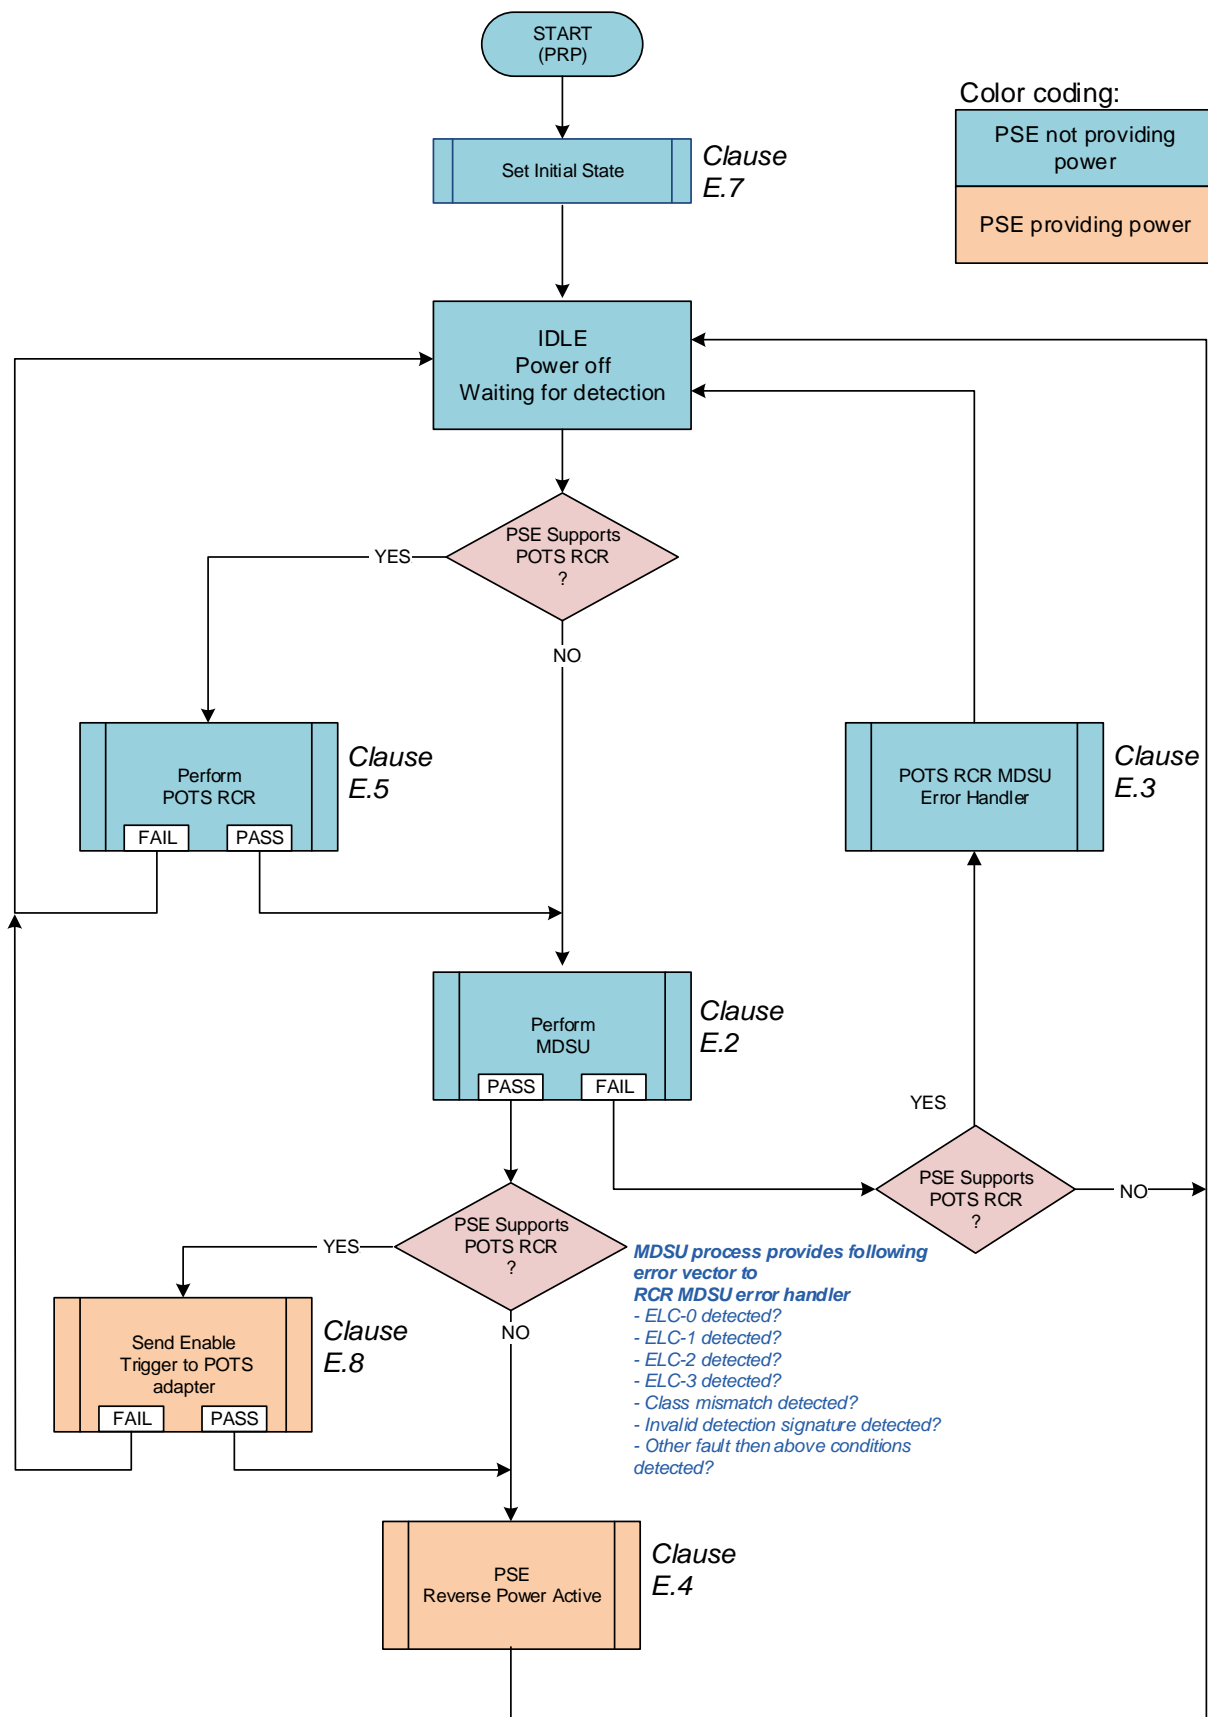 START
(PRP)
Color coding:
PSE not providing
power
PSE providing power
Set Initial State
Clause
E.7
IDLE
Power off
Waiting for detection
PSE Supports
POTS RCR
?
YES
NO
Perform
POTS RCR
FAIL
PASS
Clause
E.5
POTS RCR MDSU
Error Handler
Clause
E.3
Perform
MDSU
PASS
FAIL
Clause
E.2
YES
PSE Supports
POTS RCR
?
NO
PSE Supports
POTS RCR
?
YES
NO
MDSU process provides following
error vector to
RCR MDSU error handler
- ELC-0 detected?
- ELC-1 detected?
- ELC-2 detected?
- ELC-3 detected?
- Class mismatch detected?
- Invalid detection signature detected?
- Other fault then above conditions
detected?
Send Enable
Trigger to POTS
adapter
FAIL
PASS
Clause
E.8
PSE
Reverse Power Active
Clause
E.4